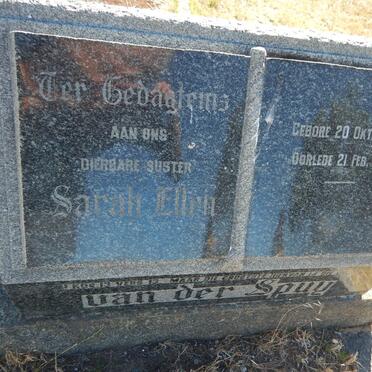 Ter Gedagtenis
AAN ONS
DIERBARE SUSTER
Sarah Ellen
GEBORE 20 OKT
OORLEDE 21 FEB.
van der Spuy